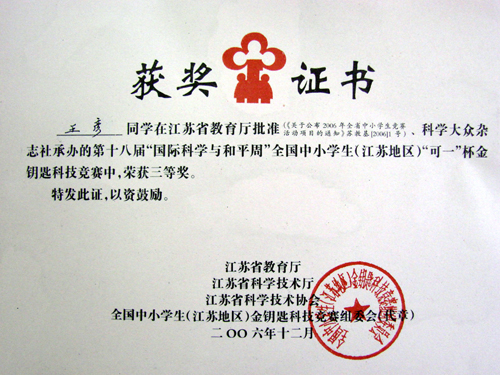 获奖证书
王彦同学在江苏省教育厅批准(《关于公布2006年全省中小学生竞赛活动项目的通知》苏教基[2006]1号)、科学大众杂
志社承办的第十八届“国际科学与和平周”全国中小学生(江苏地区)“可一”杯金
钥匙科技竞赛中,荣获三等奖。
特发此证,以资鼓励。
江苏省教育厅
江苏省科学技术厅
江苏省科学技术协会
全国中小学生(江苏地区)金钥匙科技竞赛组委会(代章)
二〇〇六年十二月